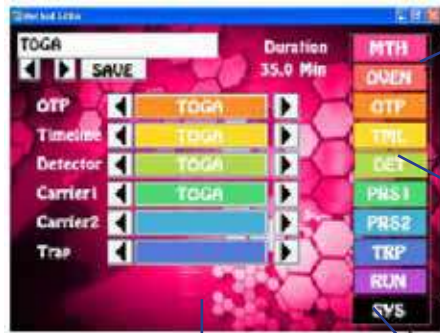 Method Editor
TOGA
Duration
SAVE
35.0 Min
OTP TOGA
Timeline TOGA
Detector TOGA
Carrier1 TOGA
Carrier2
Trap
MTH
OVEN
OTP
TML
DET
PRS1
PRS2
TRP
RUN
SYS